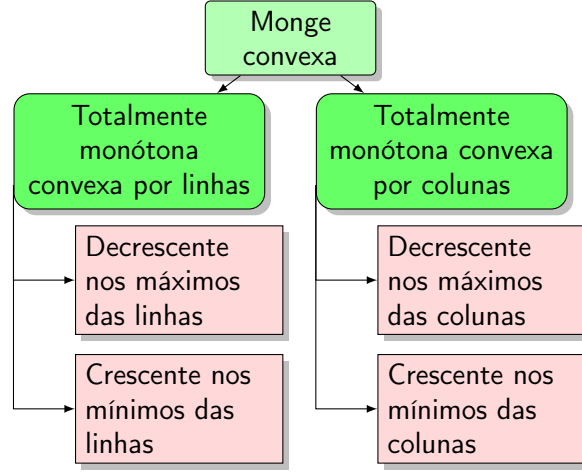 Monge
convexa
Totalmente
monótona
convexa por linhas
Totalmente
monótona convexa
por colunas
Decrescente
nos máximos
das linhas
Decrescente
nos máximos
das colunas
Crescente nos
mínimos das
linhas
Crescente nos
mínimos das
colunas